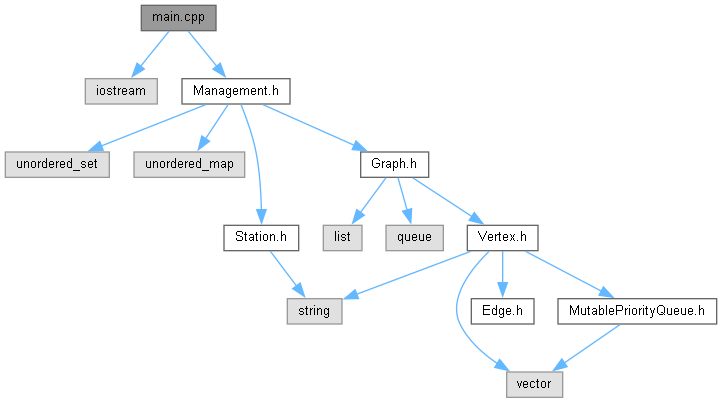 main.cpp
iostream
Management.h
unordered_set
unordered_map
Graph.h
Station.h
list
queue
Vertex.h
string
Edge.h
MutablePriorityQueue.h
vector